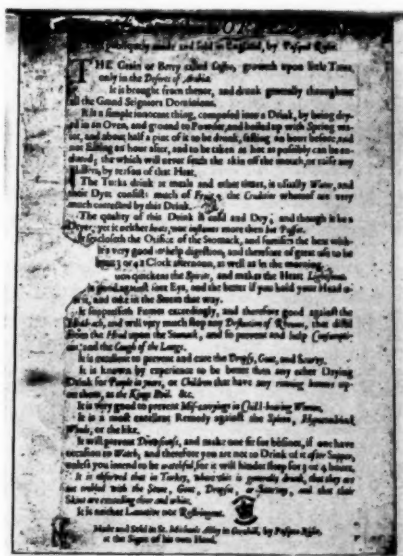 publiquely made and sold in England, by Pasqua Rosee.
THE Grain or Berry called Coffee, groweth upon little Trees,
only in the Deserts of Arabia.
It is brought from thence, and drunk generally throughout
all the Grand Seigniors Dominions.
It is a simple innocent thing, composed into a Drink, by being dry-
ed in an Oven, and ground to Powder, and boiled up with Spring wa-
ter, and about half a pint of it to be drunk, fasting an hour before, and
not Eating an hour after, and to be taken as hot as possibly can be en-
dured; the which will never fetch the skin off the mouth, or raise any
Blisters, by reason of that Heat.
The Turks drink at meals and other times, is usually Water, and
their Dyet consists much of Fruit, the Crudities whereof are very
much corrected by this Drink.
The quality of this Drink is cold and Dry; and though it be a
Dryer, yet it neither heats, nor inflames more then hot Posset.
It so closeth the Orifice of the Stomack, and fortifies the heat with-
It's very good to help digestion, and therefore of great use to be
3 or 4 a Clock afternoon, as well as in the morning.
quickens the Spirits, and makes the Heart Lightsome.
is good against sore Eys, and the better if you hold your Head o-
it, and take in the Steem that way.
It suppresseth Fumes exceedingly, and therefore good against the
Head-ach, and will very much stop any Defluxion of Rheums, that distil
from the Head upon the Stomack, and so prevent and help Consumpti-
ons; and the Cough of the Lungs.
It is excellent to prevent and cure the Dropsy, Gout, and Scurvy.
It is known by experience to be better then any other Drying
Drink for People in years, or Children that have any running humors up-
on them, as the Kings Evil. &c.
It is very good to prevent Mis-carryings in Child-bearing Women.
It is a most excellent Remedy against the Spleen, Hypocondriack
Winds, or the like.
It will prevent Drowsiness, and make one fit for busines, if one have
occasion to Watch, and therefore you are not to Drink of it after Supper,
unless you intend to be watchful, for it will hinder sleep for 3 or 4 hours.
It is observed that in Turkey, where this is generally drunk, that they are
not trobled with the Stone, Gout, Dropsie, or Scurvey, and that their
Skins are exceeding cleer and white.
It is neither Laxative nor Restringent.
Made and Sold in St. Michaels Alley in Cornhill, by Pasqua Rosee,
at the Signe of his own Head.